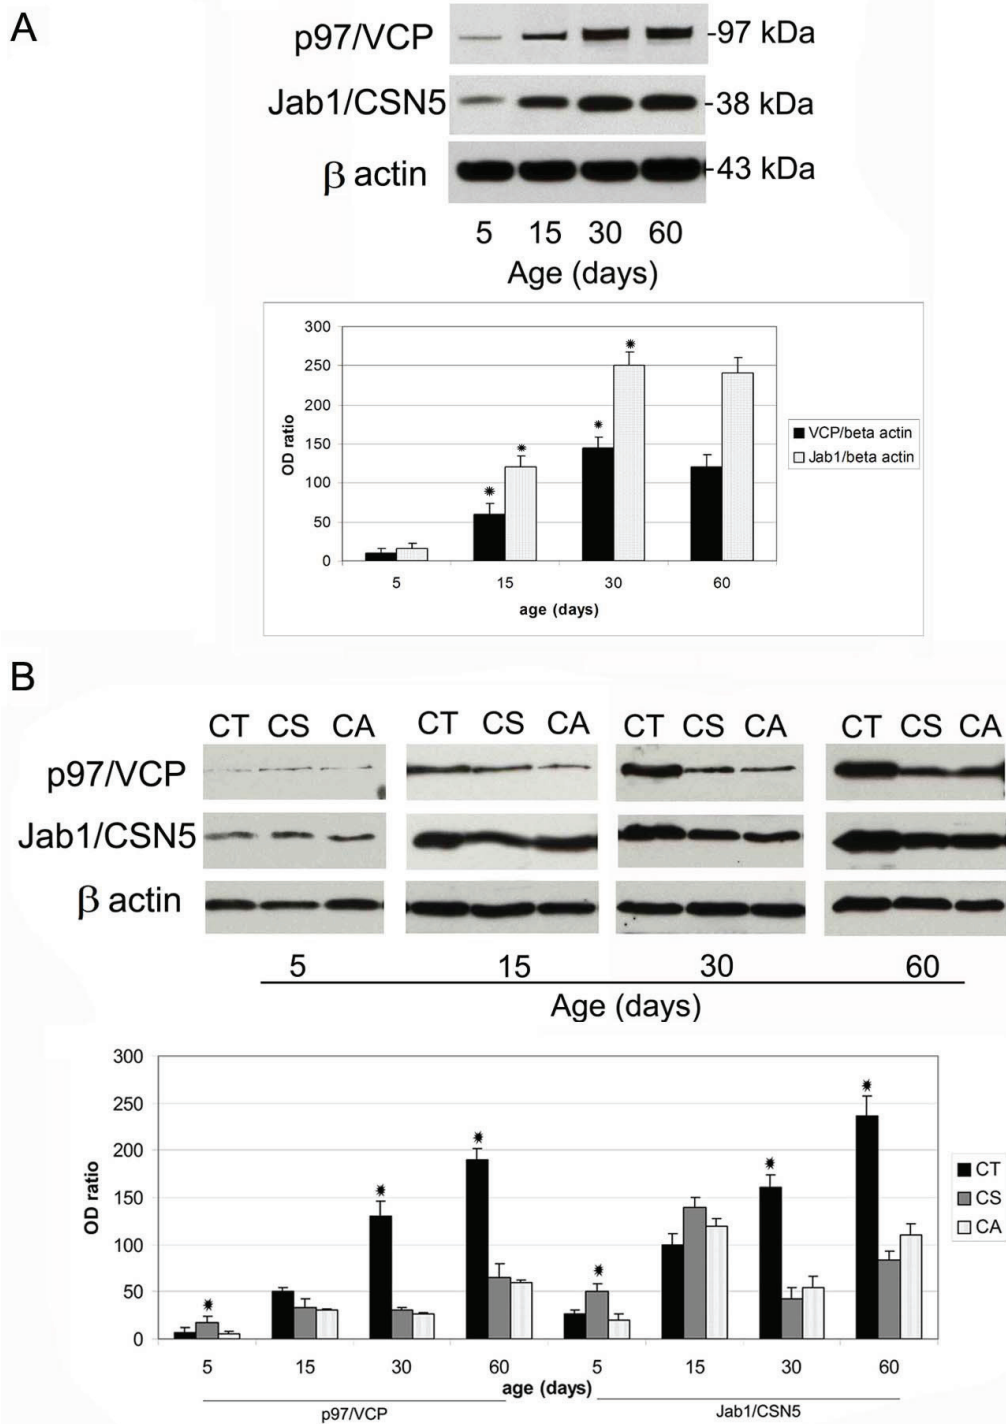 A
p97/VCP -97 kDa
Jab1/CSN5 -38 kDa
β actin -43 kDa
5 15 30 60
Age (days)
300
250
200
150
100
50
0
OD ratio
5 15 30 60
age (days)
VCP/beta actin
Jab1/beta actin
B
CT CS CA CT CS CA CT CS CA CT CS CA
p97/VCP
Jab1/CSN5
β actin
5 15 30 60
Age (days)
300
250
200
150
100
50
0
OD ratio
5 15 30 60 5 15 30 60
age (days)
p97/VCP Jab1/CSN5
CT
CS
CA